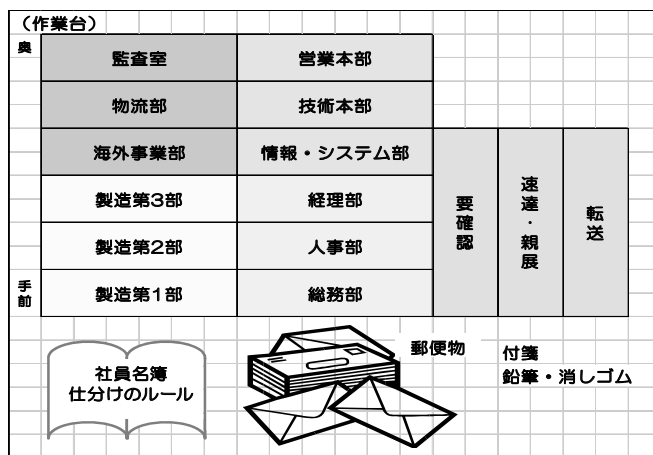 （作業台）
奥
監査室
営業本部
物流部
技術本部
海外事業部
情報・システム部
製造第3部
経理部
製造第2部
人事部
製造第1部
総務部
手前
要確認
速達・親展
転送
社員名簿
仕分けのルール
郵便物
付箋
鉛筆・消しゴム